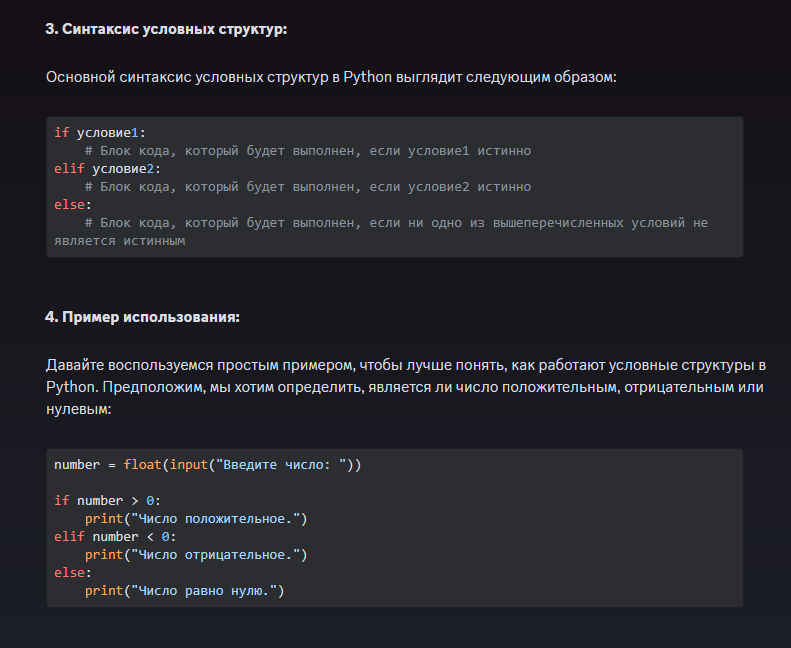 3. Синтаксис условных структур:
Основной синтаксис условных структур в Python выглядит следующим образом:
if условие1:
    # Блок кода, который будет выполнен, если условие1 истинно
elif условие2:
    # Блок кода, который будет выполнен, если условие2 истинно
else:
    # Блок кода, который будет выполнен, если ни одно из вышеперечисленных условий не
является истинным
4. Пример использования:
Давайте воспользуемся простым примером, чтобы лучше понять, как работают условные структуры в
Python. Предположим, мы хотим определить, является ли число положительным, отрицательным или
нулевым:
number = float(input("Введите число: "))
if number > 0:
    print("Число положительное.")
elif number < 0:
    print("Число отрицательное.")
else:
    print("Число равно нулю.")